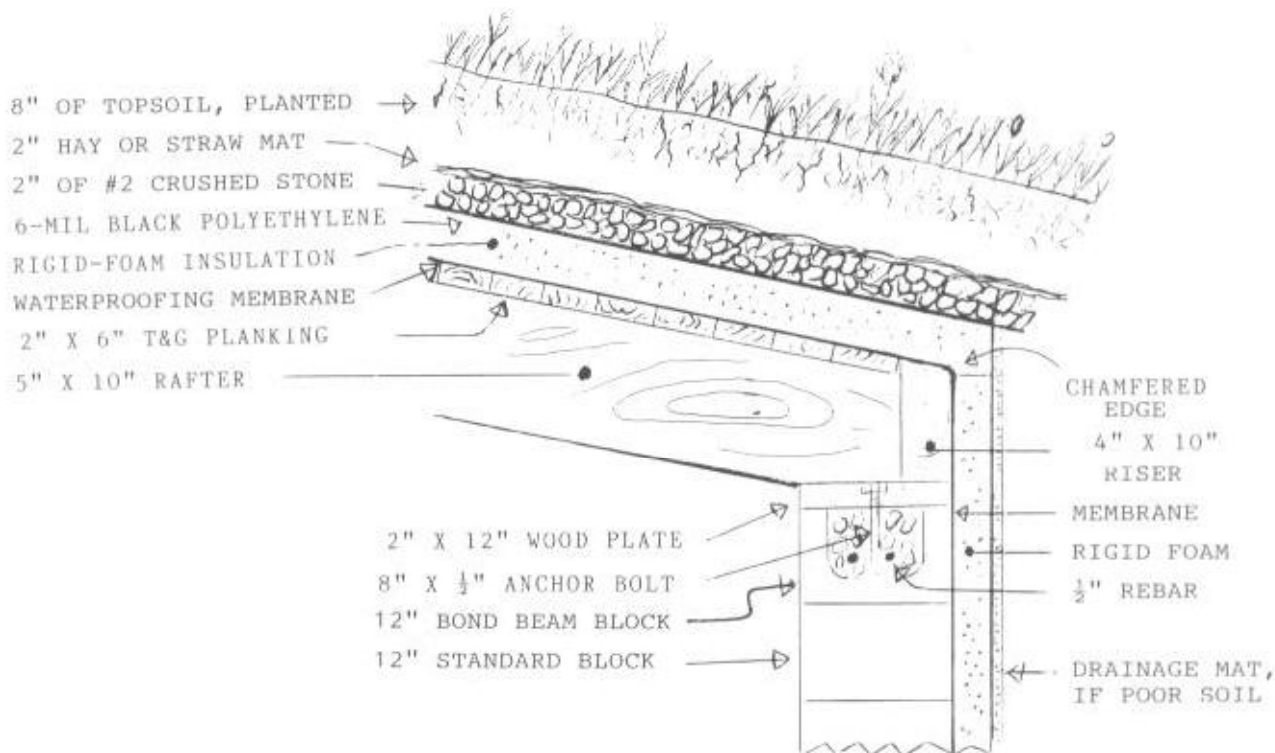 8" OF TOPSOIL, PLANTED
2" HAY OR STRAW MAT
2" OF #2 CRUSHED STONE
6-MIL BLACK POLYETHYLENE
RIGID-FOAM INSULATION
WATERPROOFING MEMBRANE
2" X 6" T&G PLANKING
5" X 10" RAFTER
CHAMFERED
EDGE
4" X 10"
RISER
2" X 12" WOOD PLATE
8" X ½" ANCHOR BOLT
12" BOND BEAM BLOCK
12" STANDARD BLOCK
MEMBRANE
RIGID FOAM
½" REBAR
DRAINAGE MAT,
IF POOR SOIL